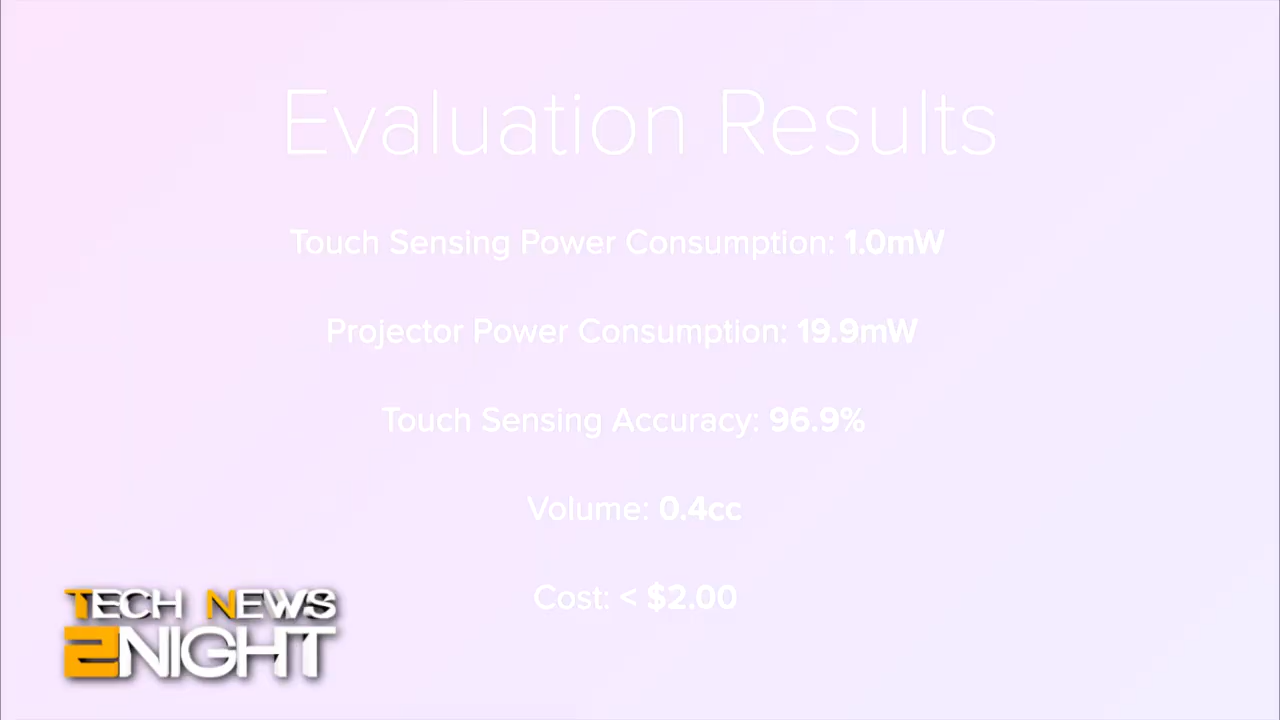 Evaluation Results
Touch Sensing Power Consumption: 1.0mW
Projector Power Consumption: 19.9mW
Touch Sensing Accuracy: 96.9%
Volume: 0.4cc
Cost: < $2.00
TECH NEWS
2NIGHT